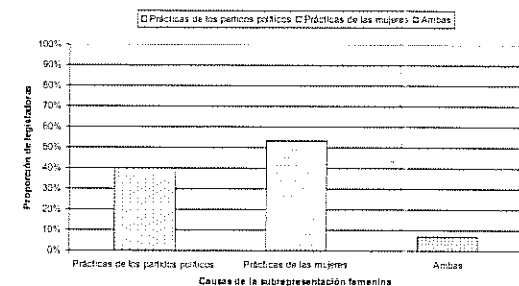 Prácticas de los partidos políticos Prácticas de las mujeres Ambas
100%
90%
80%
70%
60%
50%
40%
30%
20%
10%
0%
Proporción de legisladoras
Prácticas de los partidos políticos Prácticas de las mujeres Ambas
Causas de la subrepresentación femenina